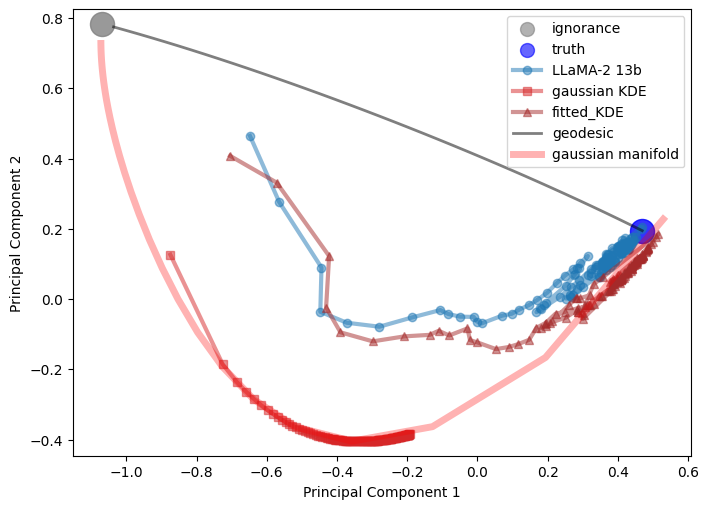 ignorance
truth
LLaMA-2 13b
gaussian KDE
fitted_KDE
geodesic
gaussian manifold
0.8
0.6
0.4
0.2
0.0
−0.2
−0.4
Principal Component 2
−1.0
−0.8
−0.6
−0.4
−0.2
0.0
0.2
0.4
0.6
Principal Component 1